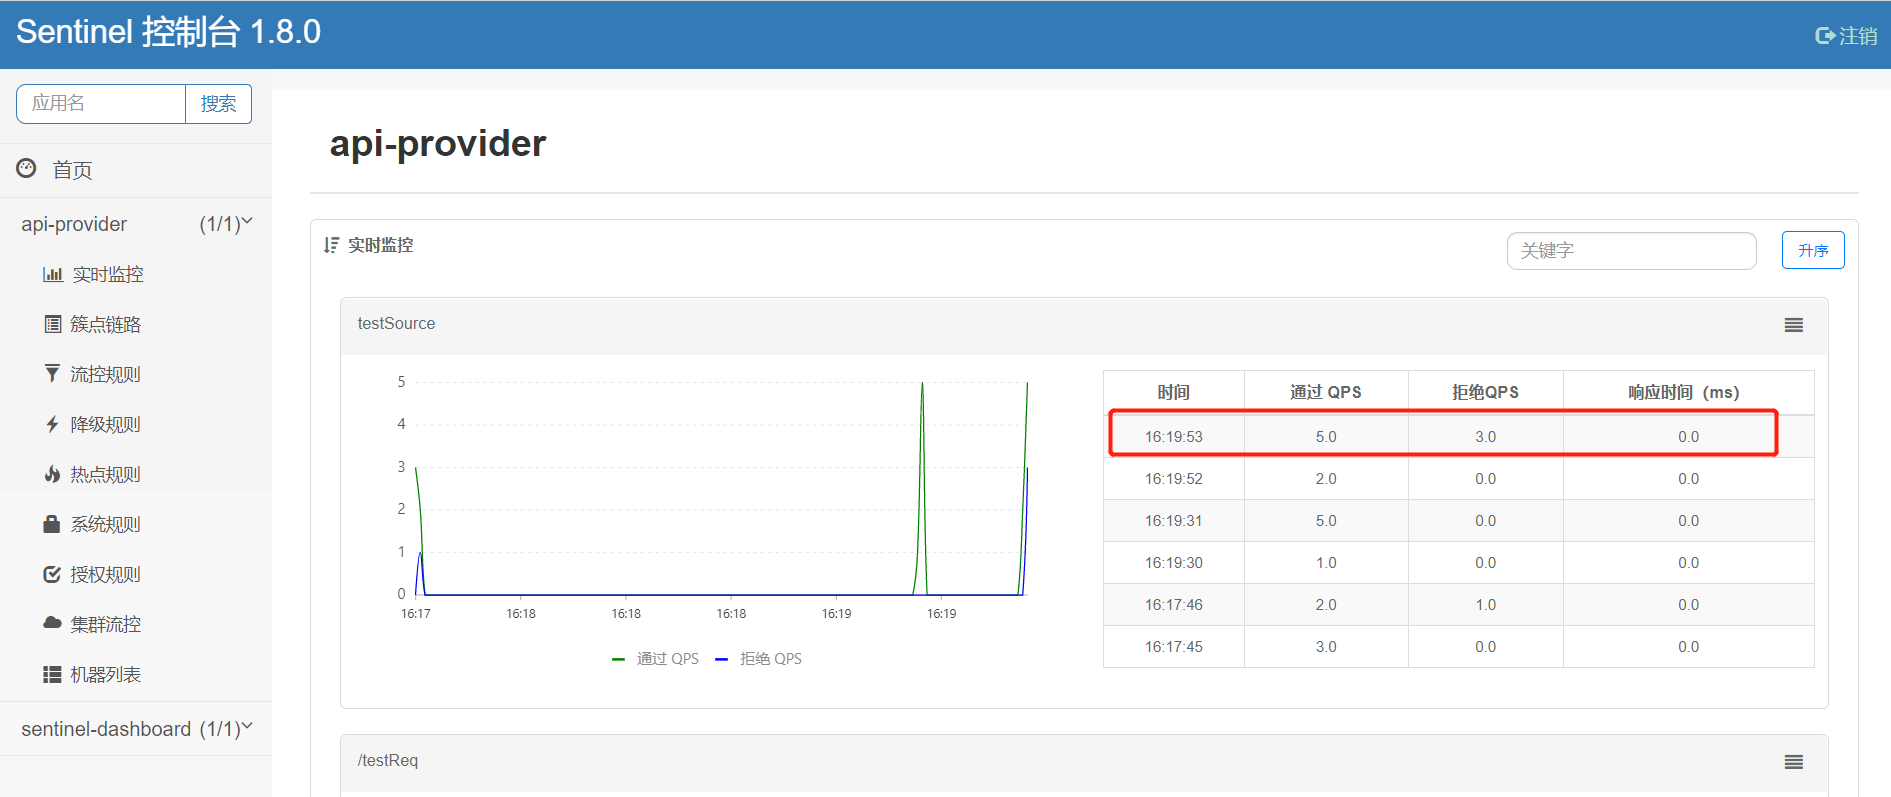 Sentinel 控制台 1.8.0
注销
应用名
搜索
首页
api-provider (1/1)
实时监控
簇点链路
流控规则
降级规则
热点规则
系统规则
授权规则
集群流控
机器列表
sentinel-dashboard (1/1)
api-provider
实时监控
关键字
升序
testSource
5
4
3
2
1
0
16:17 16:18 16:18 16:18 16:19 16:19
通过 QPS 拒绝 QPS
时间 通过 QPS 拒绝QPS 响应时间（ms）
16:19:53 5.0 3.0 0.0
16:19:52 2.0 0.0 0.0
16:19:31 5.0 0.0 0.0
16:19:30 1.0 0.0 0.0
16:17:46 2.0 1.0 0.0
16:17:45 3.0 0.0 0.0
/testReq